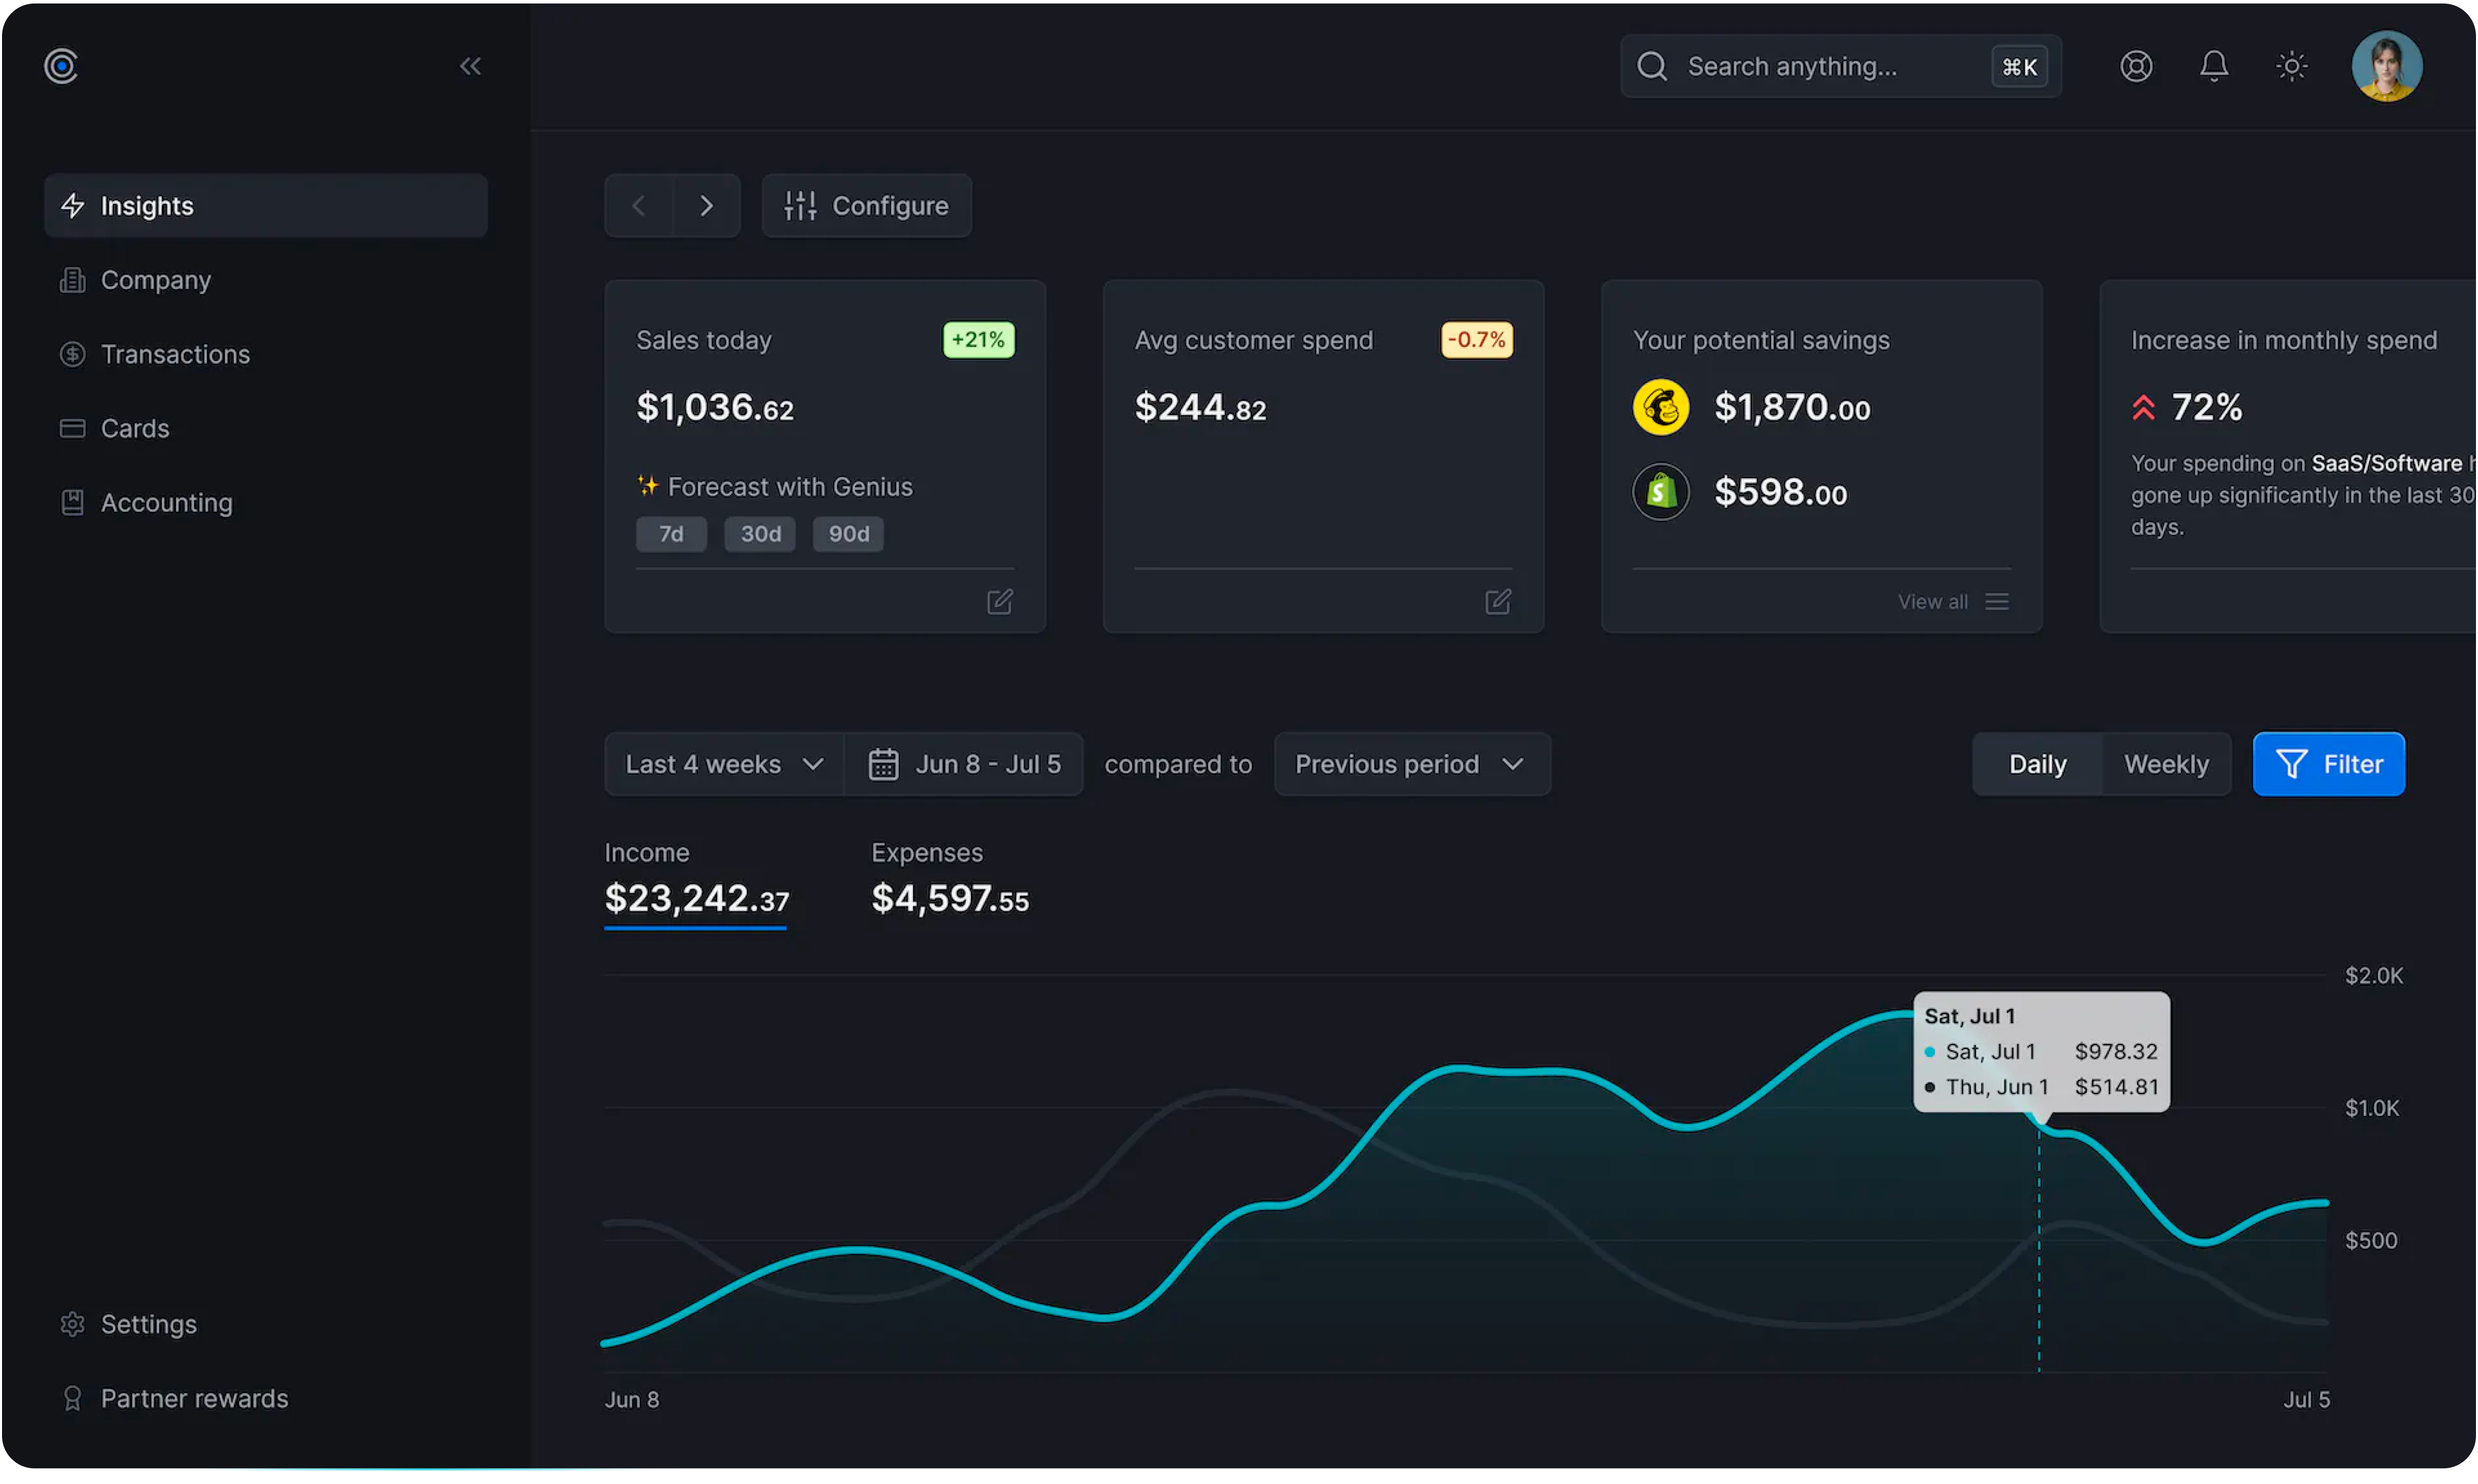 Search anything...
⌘K
Insights
Company
Transactions
Cards
Accounting
Settings
Partner rewards
Configure
Sales today
+21%
$1,036.62
✨ Forecast with Genius
7d 30d 90d
Avg customer spend
-0.7%
$244.82
Your potential savings
$1,870.00
$598.00
View all
Increase in monthly spend
72%
Your spending on SaaS/Software
gone up significantly in the last 30
days.
Last 4 weeks
Jun 8 - Jul 5
compared to
Previous period
Daily
Weekly
Filter
Income
$23,242.37
Expenses
$4,597.55
$2.0K
$1.0K
$500
Sat, Jul 1
Sat, Jul 1 $978.32
Thu, Jun 1 $514.81
Jun 8
Jul 5